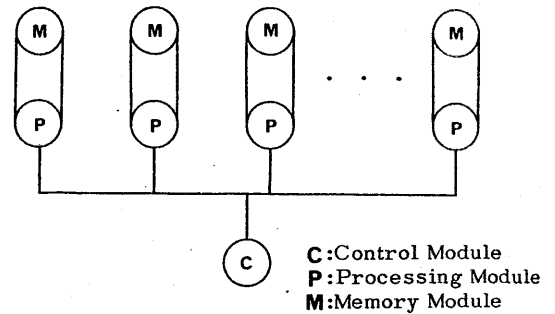 M M M M
. . .
P P P P
C
C:Control Module
P:Processing Module
M:Memory Module